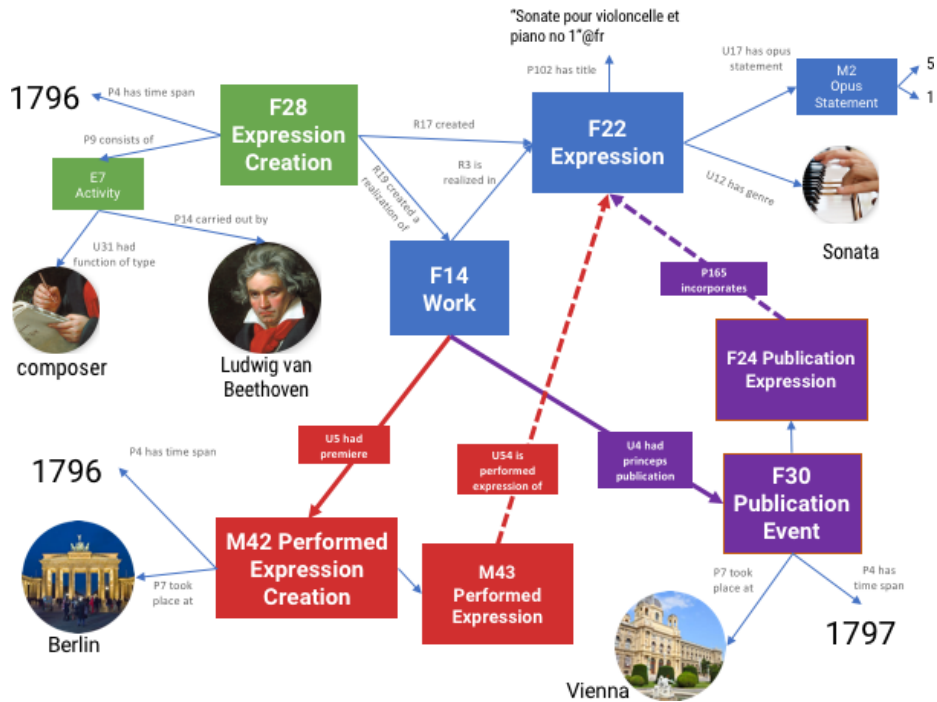 "Sonate pour violoncelle et
piano no 1"@fr
U17 has opus
statement
P102 has title
M2
Opus
Statement
5
1
1796
P4 has time span
F28
Expression
Creation
R17 created
F22
Expression
P9 consists of
E7
Activity
R19 created a
realization of
R3 is
realized in
U12 has genre
P14 carried out by
U31 had
function of type
F14
Work
Sonata
P165
incorporates
composer
Ludwig van
Beethoven
F24 Publication
Expression
U5 had
premiere
U54 is
performed
expression of
U4 had
princeps
publication
P4 has time span
1796
F30
Publication
Event
M42 Performed
Expression
Creation
M43
Performed
Expression
P7 took
place at
Berlin
P7 took
place at
P4 has
time span
1797
Vienna